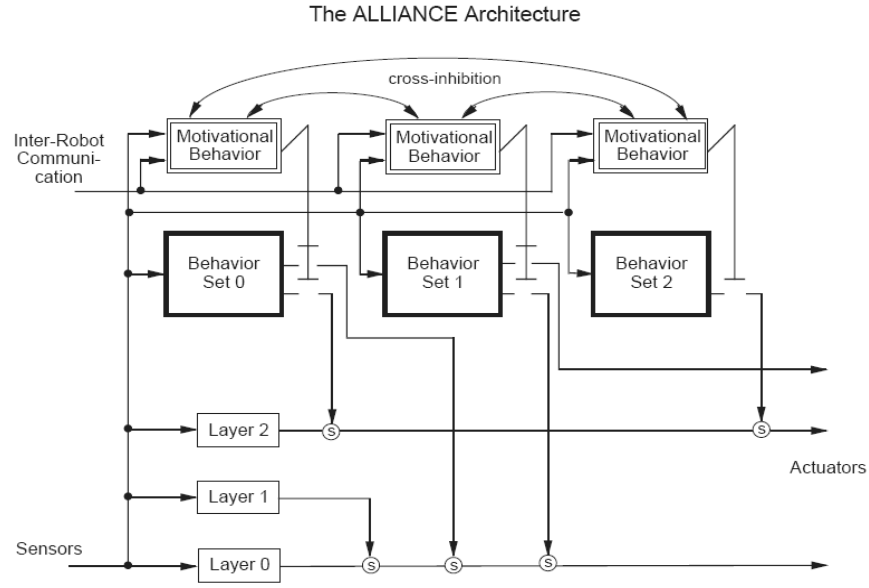 The ALLIANCE Architecture
cross-inhibition
Inter-Robot
Communi-
cation
Motivational
Behavior
Motivational
Behavior
Motivational
Behavior
Behavior
Set 0
Behavior
Set 1
Behavior
Set 2
Layer 2
S
S
Actuators
Layer 1
Sensors
Layer 0
S
S
S